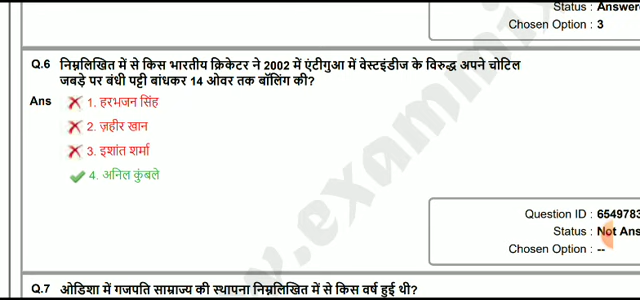 Status : Answer
Chosen Option : 3
Q.6 निम्नलिखित में से किस भारतीय क्रिकेटर ने 2002 में एंटीगुआ में वेस्टइंडीज के विरुद्ध अपने चोटिल
जबड़े पर बंधी पट्टी बांधकर 14 ओवर तक बॉलिंग की?
Ans 1. हरभजन सिंह
2. ज़हीर खान
3. इशांत शर्मा
4. अनिल कुंबले
Question ID : 6549783
Status : Not Ans
Chosen Option : --
Q.7 ओडिशा में गजपति साम्राज्य की स्थापना निम्नलिखित में से किस वर्ष हुई थी?